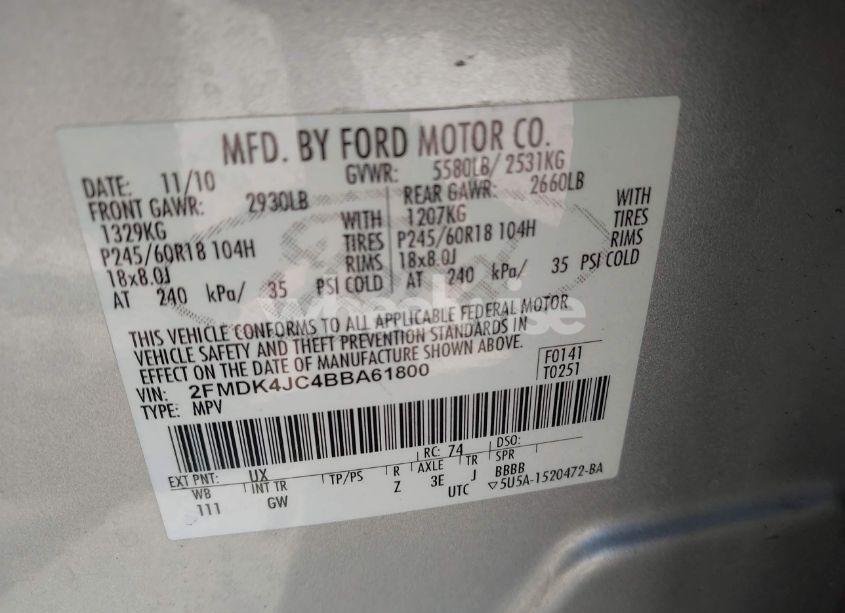 MFD. BY FORD MOTOR CO.
DATE: 11/10 GVWR: 5580LB/ 2531KG
FRONT GAWR: 2930LB REAR GAWR: 2660LB
1329KG WITH 1207KG WITH
P245/60R18 104H TIRES P245/60R18 104H TIRES
18x8.0J RIMS 18x8.0J RIMS
AT 240 kPa/ 35 PSI COLD AT 240 kPa/ 35 PSI COLD
THIS VEHICLE CONFORMS TO ALL APPLICABLE FEDERAL MOTOR
VEHICLE SAFETY AND THEFT PREVENTION STANDARDS IN
EFFECT ON THE DATE OF MANUFACTURE SHOWN ABOVE.
VIN: 2FMDK4JC4BBA61800 F0141
TYPE: MPV T0251
EXT PNT: UX RC: 74 DSO:
WB INT TR TP/PS R AXLE TR SPR
111 GW Z 3E J BBBB
UTC ▽5U5A-1520472-BA